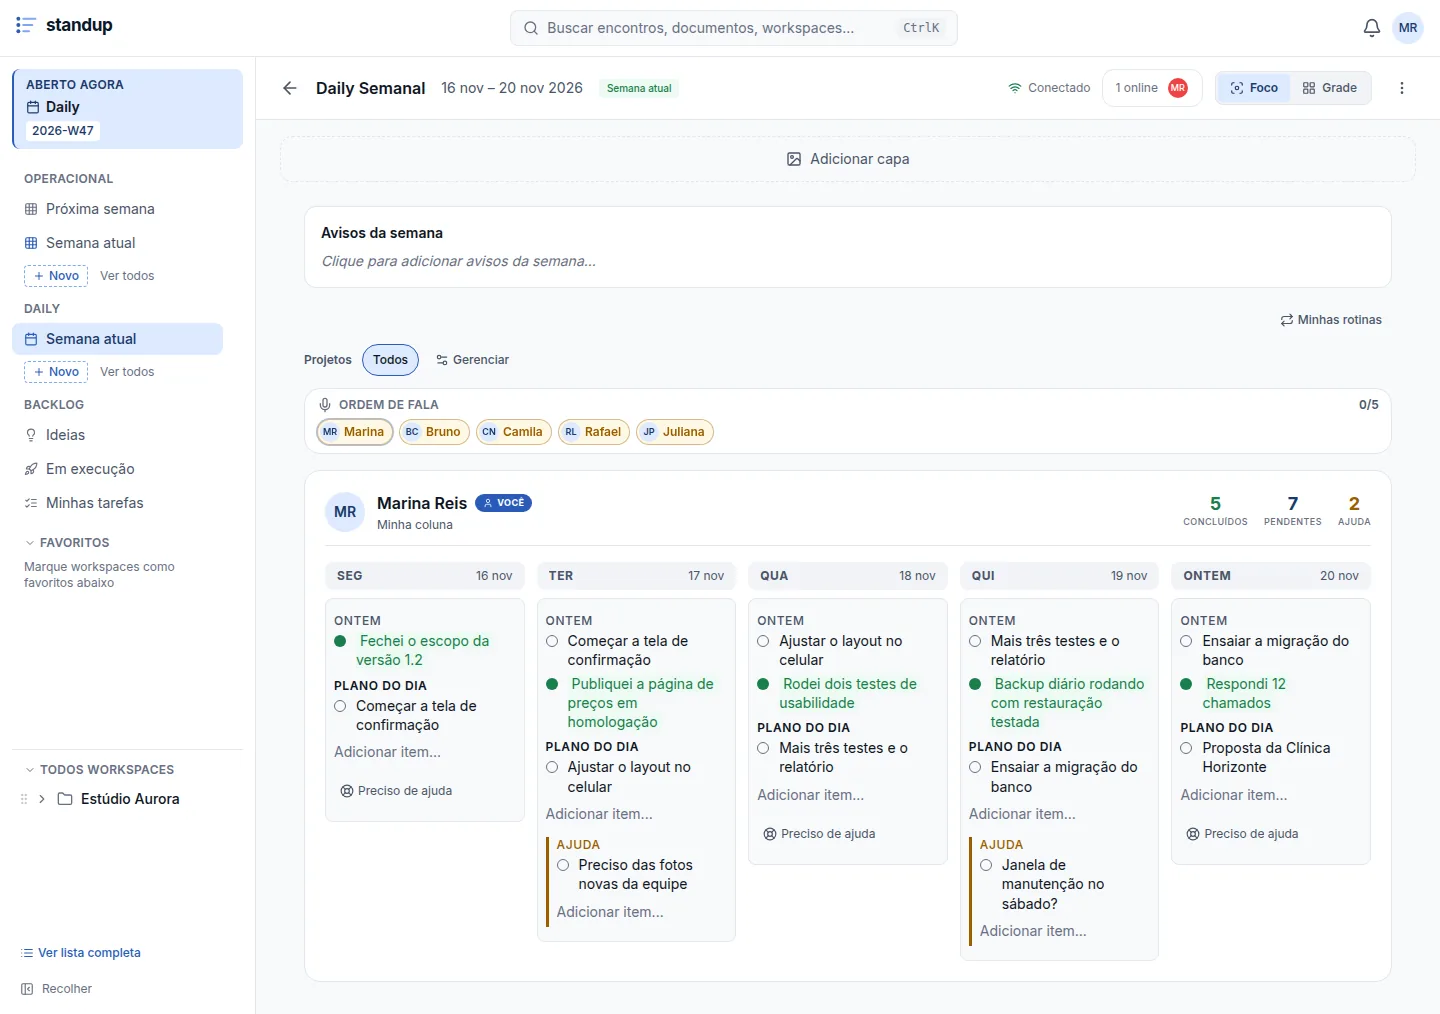 standup
Buscar encontros, documentos, workspaces...
CtrlK
MR
ABERTO AGORA
Daily
2026-W47
OPERACIONAL
Próxima semana
Semana atual
Novo
Ver todos
DAILY
Semana atual
Novo
Ver todos
BACKLOG
Ideias
Em execução
Minhas tarefas
FAVORITOS
Marque workspaces como
favoritos abaixo
TODOS WORKSPACES
Estúdio Aurora
Ver lista completa
Recolher
Daily Semanal
16 nov – 20 nov 2026
Semana atual
Conectado
1 online
MR
Foco
Grade
Adicionar capa
Avisos da semana
Clique para adicionar avisos da semana...
Minhas rotinas
Projetos
Todos
Gerenciar
ORDEM DE FALA
0/5
MR Marina
BC Bruno
CN Camila
RL Rafael
JP Juliana
MR
Marina Reis
VOCÊ
Minha coluna
5
CONCLUÍDOS
7
PENDENTES
2
AJUDA
SEG 16 nov
ONTEM
Fechei o escopo da
versão 1.2
PLANO DO DIA
Começar a tela de
confirmação
Adicionar item...
Preciso de ajuda
TER 17 nov
ONTEM
Começar a tela de
confirmação
Publiquei a página de
preços em
homologação
PLANO DO DIA
Ajustar o layout no
celular
Adicionar item...
AJUDA
Preciso das fotos
novas da equipe
Adicionar item...
QUA 18 nov
ONTEM
Ajustar o layout no
celular
Rodei dois testes de
usabilidade
PLANO DO DIA
Mais três testes e o
relatório
Adicionar item...
Preciso de ajuda
QUI 19 nov
ONTEM
Mais três testes e o
relatório
Backup diário rodando
com restauração
testada
PLANO DO DIA
Ensaiar a migração do
banco
Adicionar item...
AJUDA
Janela de
manutenção no
sábado?
Adicionar item...
ONTEM 20 nov
ONTEM
Ensaiar a migração do
banco
Respondi 12
chamados
PLANO DO DIA
Proposta da Clínica
Horizonte
Adicionar item...
Preciso de ajuda